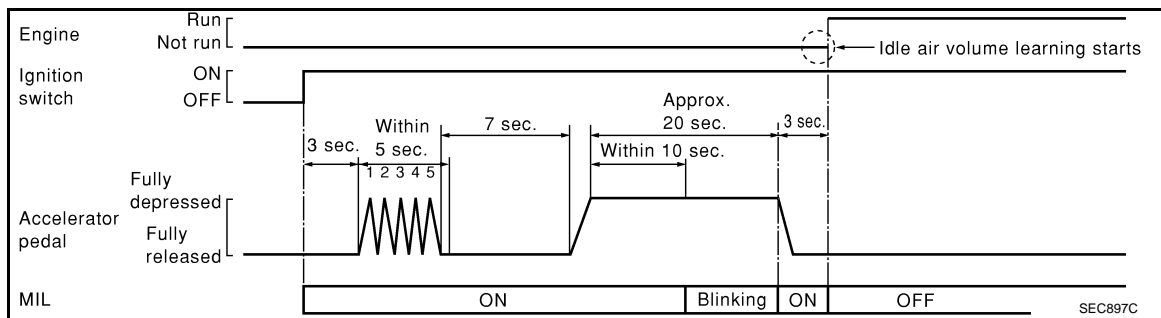 Engine
Run
Not run
Idle air volume learning starts
Ignition
switch
ON
OFF
3 sec.
Within
5 sec.
1 2 3 4 5
7 sec.
Approx.
20 sec.
Within 10 sec.
3 sec.
Accelerator
pedal
Fully
depressed
Fully
released
MIL
ON
Blinking
ON
OFF
SEC897C